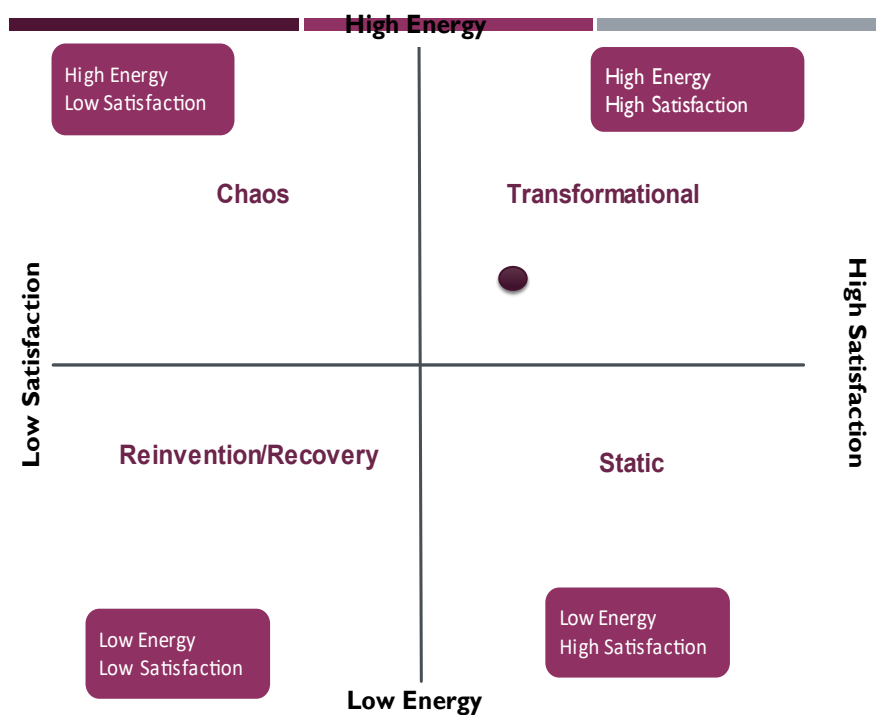 High Energy
High Energy
Low Satisfaction
High Energy
High Satisfaction
Chaos
Transformational
Low Satisfaction
High Satisfaction
Reinvention/Recovery
Static
Low Energy
Low Satisfaction
Low Energy
High Satisfaction
Low Energy